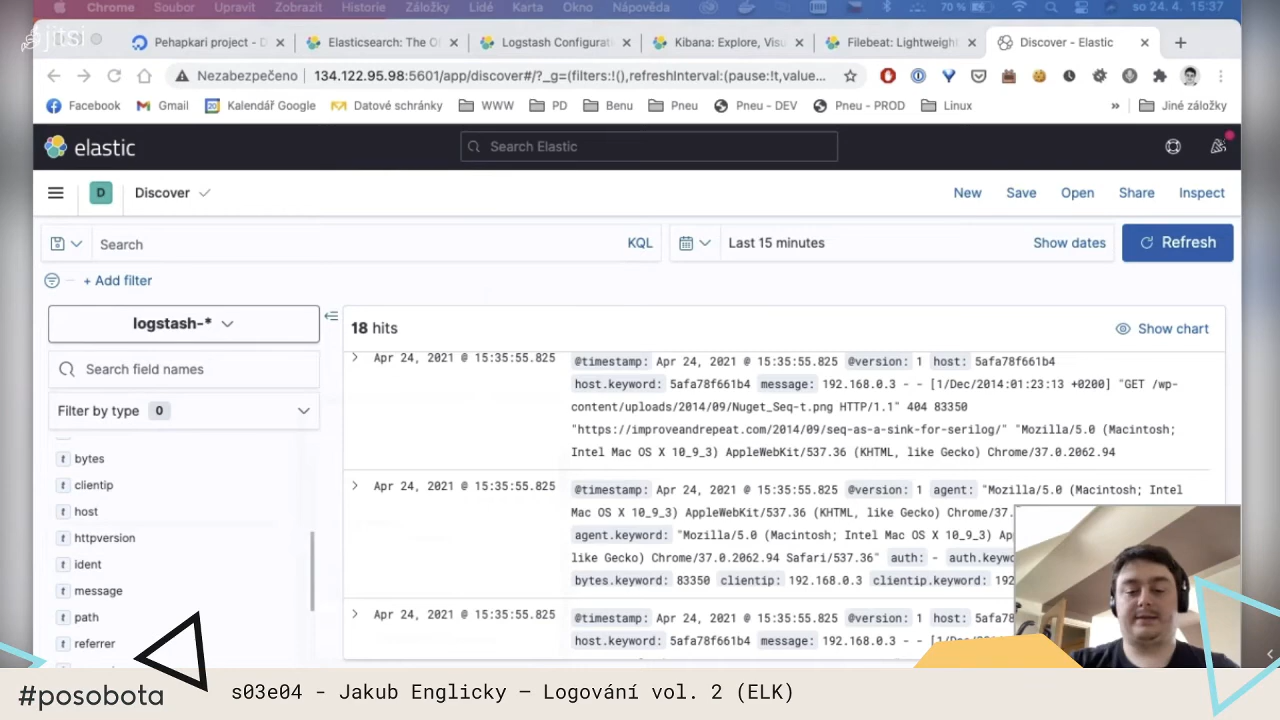 Chrome Soubor Upravit Zobrazit Historie Záložky Lidé Karta Okno Nápověda 70 % so 24. 4. 15:37
jitsi
Pehapkari project - D
Elasticsearch: The Of
Logstash Configurati
Kibana: Explore, Visu
Filebeat: Lightweight
Discover - Elastic
Nezabezpečeno 134.122.95.98:5601/app/discover#/?_g=(filters:!(),refreshInterval:(pause:!t,value...
Facebook Gmail Kalendář Google Datové schránky WWW PD Benu Pneu Pneu - DEV Pneu - PROD Linux » Jiné záložky
elastic
Search Elastic
D Discover
New Save Open Share Inspect
Search KQL
Last 15 minutes Show dates
Refresh
+ Add filter
logstash-*
Search field names
Filter by type 0
t bytes
t clientip
t host
t httpversion
t ident
t message
t path
t referrer
18 hits
Show chart
Apr 24, 2021 @ 15:35:55.825
@timestamp: Apr 24, 2021 @ 15:35:55.825 @version: 1 host: 5afa78f661b4
host.keyword: 5afa78f661b4 message: 192.168.0.3 - - [1/Dec/2014:01:23:13 +0200] "GET /wp-
content/uploads/2014/09/Nuget_Seq-t.png HTTP/1.1" 404 83350
"https://improveandrepeat.com/2014/09/seq-as-a-sink-for-serilog/" "Mozilla/5.0 (Macintosh;
Intel Mac OS X 10_9_3) AppleWebKit/537.36 (KHTML, like Gecko) Chrome/37.0.2062.94
Apr 24, 2021 @ 15:35:55.825
@timestamp: Apr 24, 2021 @ 15:35:55.825 @version: 1 agent: "Mozilla/5.0 (Macintosh; Intel
Mac OS X 10_9_3) AppleWebKit/537.36 (KHTML, like Gecko) Chrome/37.
agent.keyword: "Mozilla/5.0 (Macintosh; Intel Mac OS X 10_9_3) Ap
like Gecko) Chrome/37.0.2062.94 Safari/537.36" auth: - auth.keywo
bytes.keyword: 83350 clientip: 192.168.0.3 clientip.keyword: 192
Apr 24, 2021 @ 15:35:55.825
@timestamp: Apr 24, 2021 @ 15:35:55.825 @version: 1 host: 5afa78
host.keyword: 5afa78f661b4 message: 192.168.0.3 - -
#posobota
s03e04 - Jakub Englicky – Logování vol. 2 (ELK)